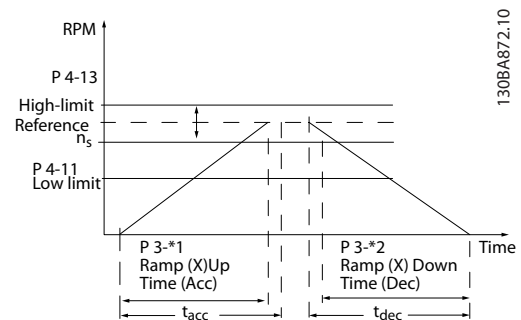 RPM
130BA872.10
P 4-13
High-limit
Reference
ns
P 4-11
Low limit
P 3-*1
Ramp (X)Up
Time (Acc)
P 3-*2
Ramp (X) Down
Time (Dec)
Time
tacc
tdec